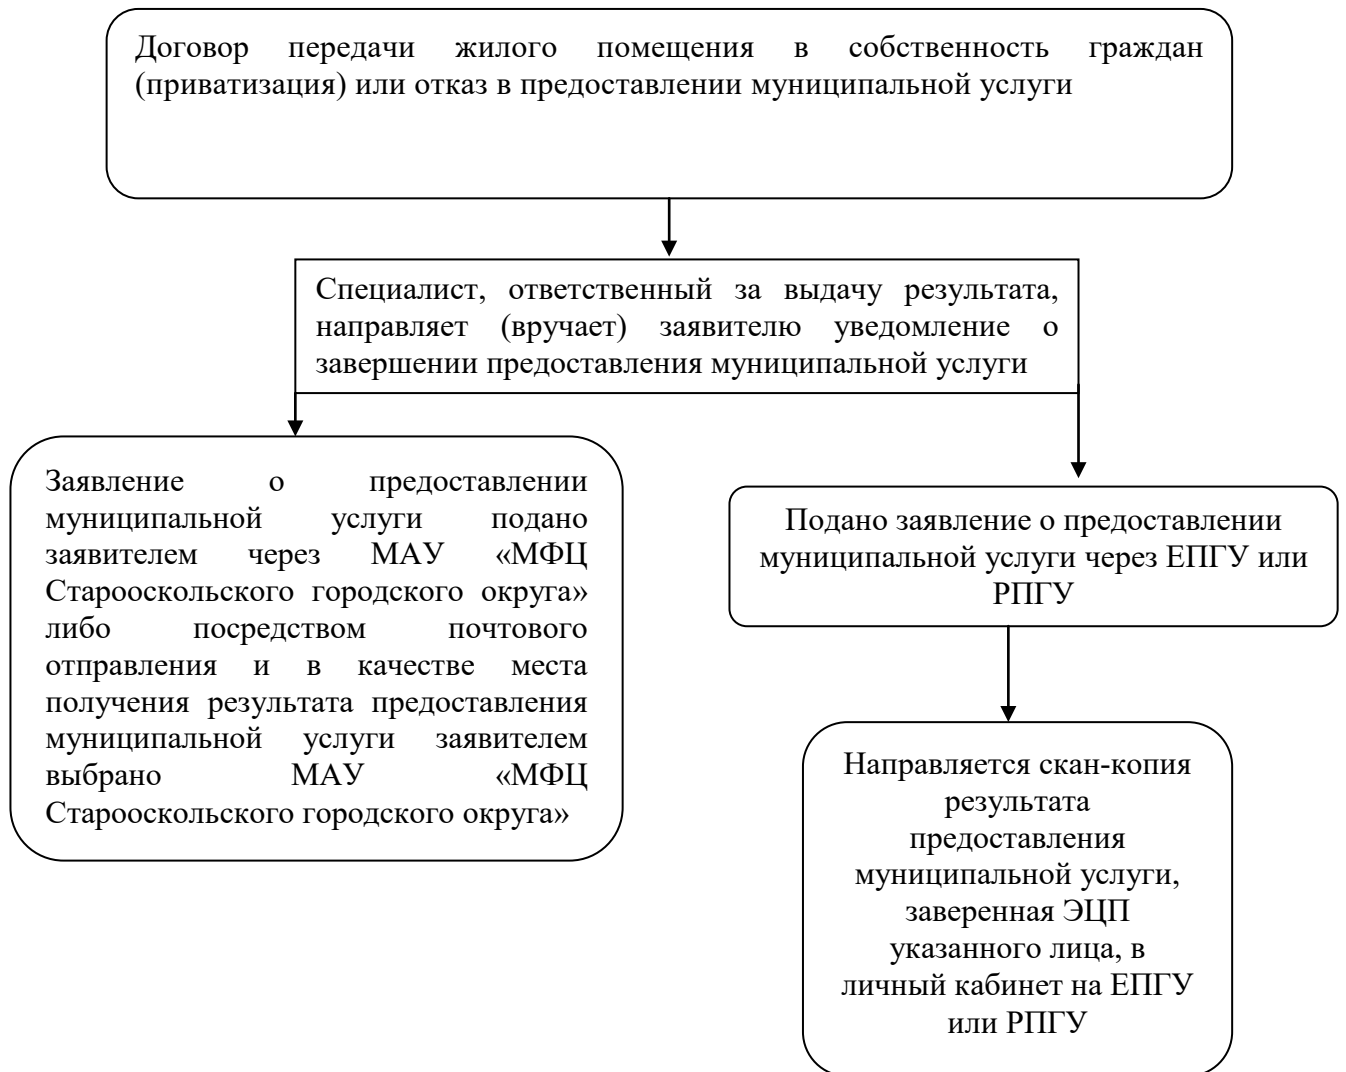 Договор передачи жилого помещения в собственность граждан
(приватизация) или отказ в предоставлении муниципальной услуги
Специалист, ответственный за выдачу результата,
направляет (вручает) заявителю уведомление о
завершении предоставления муниципальной услуги
Заявление о предоставлении
муниципальной услуги подано
заявителем через МАУ «МФЦ
Старооскольского городского округа»
либо посредством почтового
отправления и в качестве места
получения результата предоставления
муниципальной услуги заявителем
выбрано МАУ «МФЦ
Старооскольского городского округа»
Подано заявление о предоставлении
муниципальной услуги через ЕПГУ или
РПГУ
Направляется скан-копия
результата
предоставления
муниципальной услуги,
заверенная ЭЦП
указанного лица, в
личный кабинет на ЕПГУ
или РПГУ